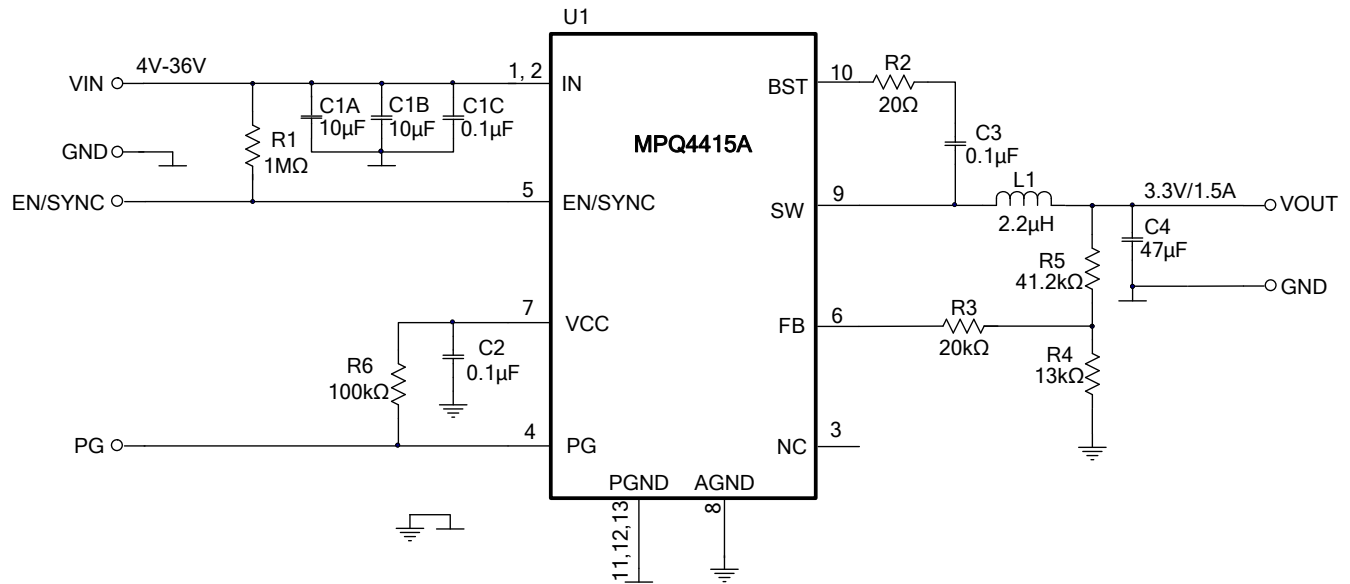 U1
VIN
4V-36V
1, 2
IN
C1A
10µF
C1B
10µF
C1C
0.1µF
R1
1MΩ
GND
EN/SYNC
5
EN/SYNC
MPQ4415A
BST
10
R2
20Ω
C3
0.1µF
SW
9
L1
2.2µH
3.3V/1.5A
VOUT
C4
47µF
R5
41.2kΩ
GND
7
VCC
C2
0.1µF
R6
100kΩ
FB
6
R3
20kΩ
R4
13kΩ
PG
4
PG
NC
3
PGND
AGND
11,12,13
8